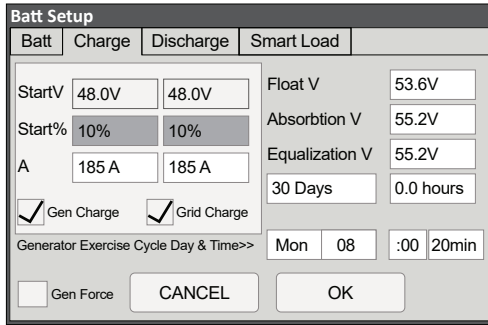 Batt Setup
Batt Charge Discharge Smart Load
StartV 48.0V 48.0V
Start% 10% 10%
A 185 A 185 A
Gen Charge Grid Charge
Float V 53.6V
Absorbtion V 55.2V
Equalization V 55.2V
30 Days 0.0 hours
Generator Exercise Cycle Day & Time>> Mon 08 :00 20min
Gen Force CANCEL OK